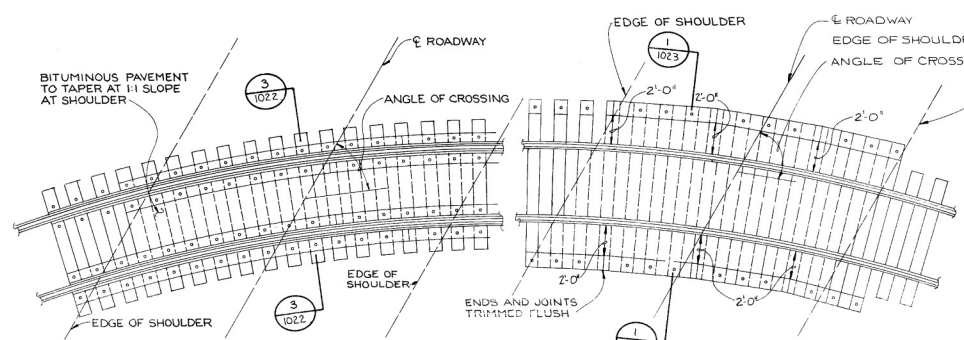 ℄ ROADWAY
BITUMINOUS PAVEMENT
TO TAPER AT 1:1 SLOPE
AT SHOULDER
3
1022
ANGLE OF CROSSING
EDGE OF
SHOULDER
3
1022
EDGE OF SHOULDER
EDGE OF SHOULDER
1
1023
℄ ROADWAY
EDGE OF SHOULDE
ANGLE OF CROSS
2'-0"
2'-0"
2'-0"
2'-0"
2'-0"
ENDS AND JOINTS
TRIMMED FLUSH
1